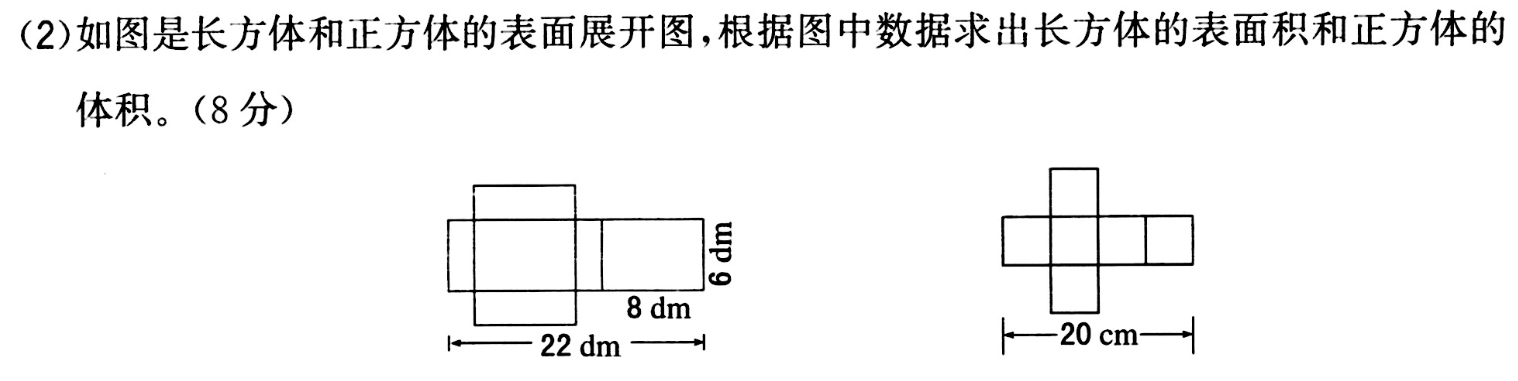 (2)如图是长方体和正方体的表面展开图,根据图中数据求出长方体的表面积和正方体的
体积。(8分)
6 dm
8 dm
22 dm
20 cm